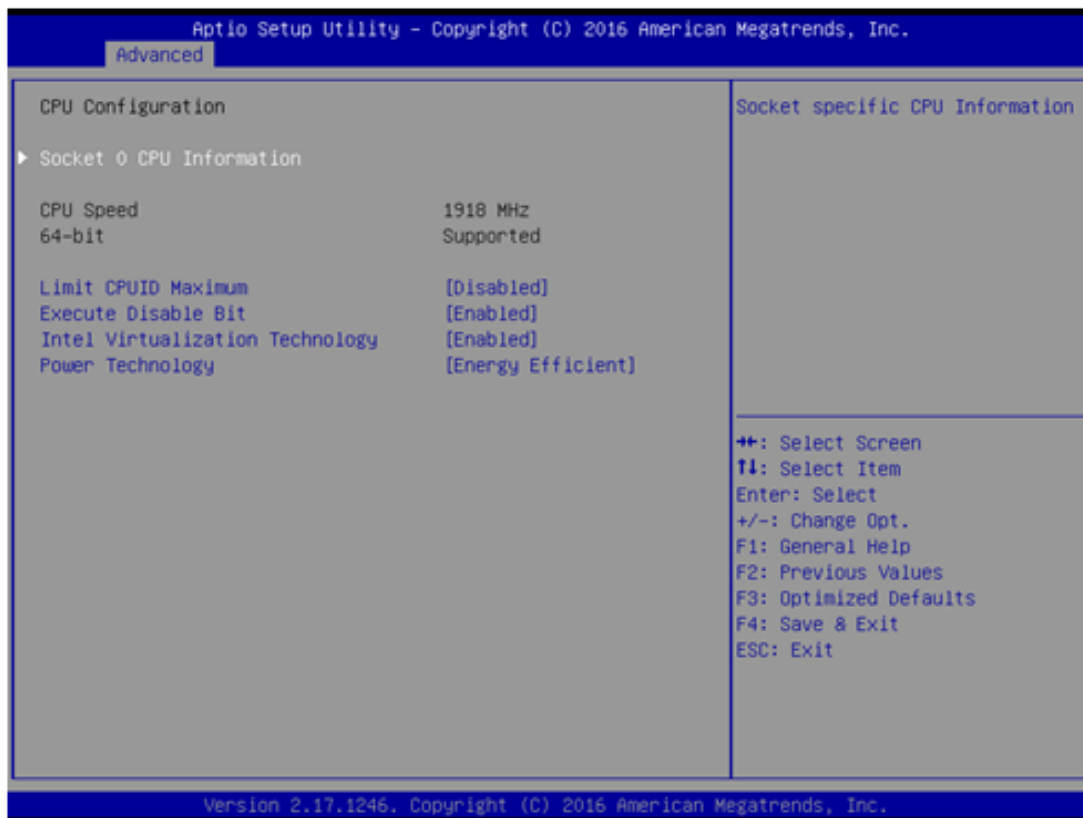 Aptio Setup Utility - Copyright (C) 2016 American Megatrends, Inc.
Advanced
CPU Configuration
Socket specific CPU Information
Socket 0 CPU Information
CPU Speed 1918 MHz
64-bit Supported
Limit CPUID Maximum [Disabled]
Execute Disable Bit [Enabled]
Intel Virtualization Technology [Enabled]
Power Technology [Energy Efficient]
→←: Select Screen
↑↓: Select Item
Enter: Select
+/-: Change Opt.
F1: General Help
F2: Previous Values
F3: Optimized Defaults
F4: Save & Exit
ESC: Exit
Version 2.17.1246. Copyright (C) 2016 American Megatrends, Inc.